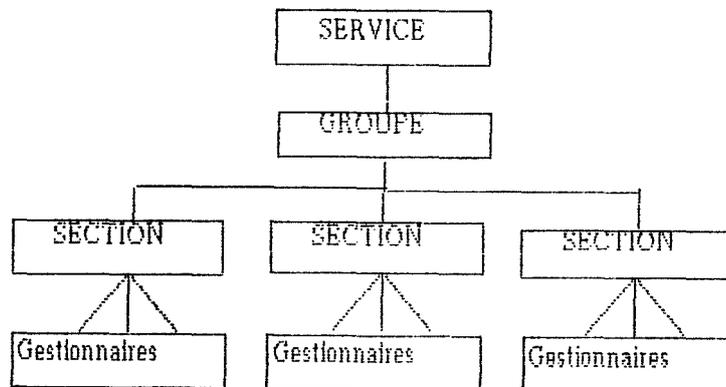 SERVICE
GROUPE
SECTION
SECTION
SECTION
Gestionnaires
Gestionnaires
Gestionnaires